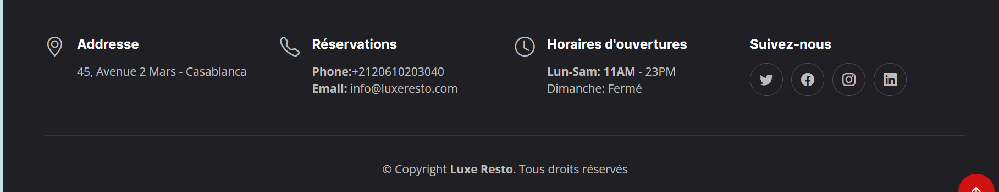 Addresse
45, Avenue 2 Mars - Casablanca
Réservations
Phone:+2120610203040
Email: info@luxeresto.com
Horaires d'ouvertures
Lun-Sam: 11AM - 23PM
Dimanche: Fermé
Suivez-nous
© Copyright Luxe Resto. Tous droits réservés